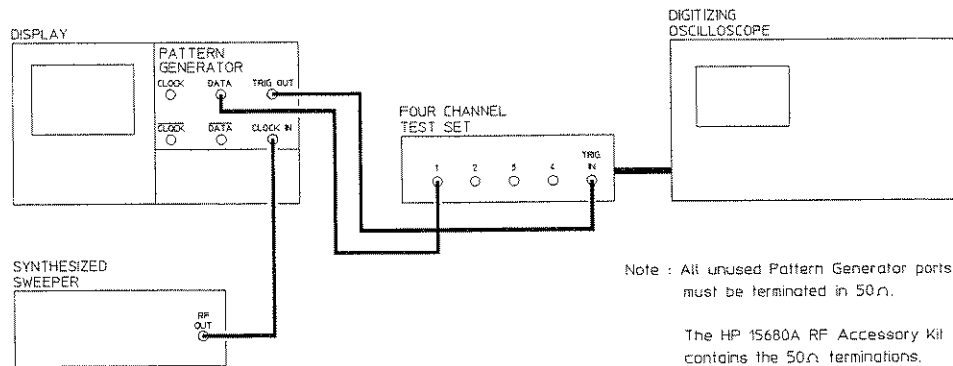 DISPLAY
PATTERN
GENERATOR
CLOCK DATA TRIG OUT
CLOCK DATA CLOCK IN
FOUR CHANNEL
TEST SET
1 2 3 4 TRIG
IN
DIGITIZING
OSCILLOSCOPE
SYNTHESIZED
SWEEPER
RF
OUT
Note : All unused Pattern Generator ports
must be terminated in 50Ω.
The HP 15680A RF Accessory Kit
contains the 50Ω terminations.